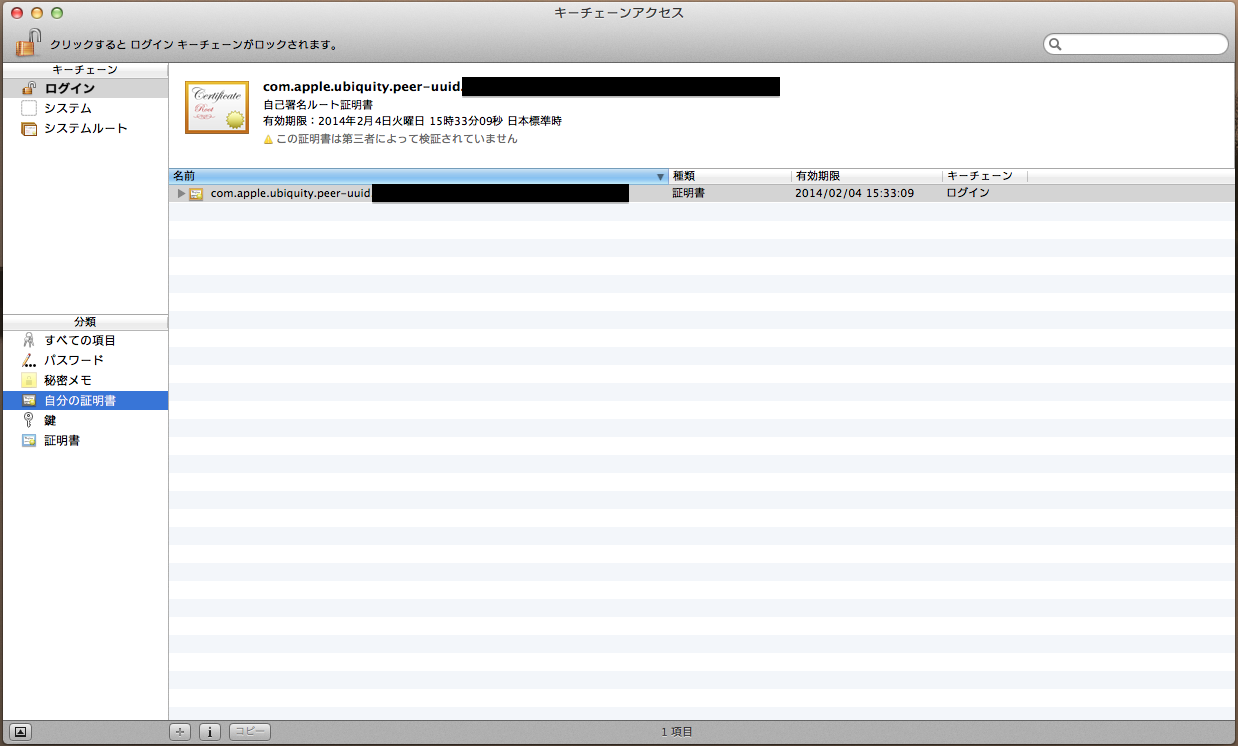 キーチェーンアクセス
クリックすると ログイン キーチェーンがロックされます。
キーチェーン
ログイン
システム
システムルート
Certificate
Root
com.apple.ubiquity.peer-uuid.
自己署名ルート証明書
有効期限：2014年2月4日火曜日 15時33分09秒 日本標準時
この証明書は第三者によって検証されていません
名前 種類 有効期限 キーチェーン
com.apple.ubiquity.peer-uuid 証明書 2014/02/04 15:33:09 ログイン
分類
すべての項目
パスワード
秘密メモ
自分の証明書
鍵
証明書
コピー
1 項目